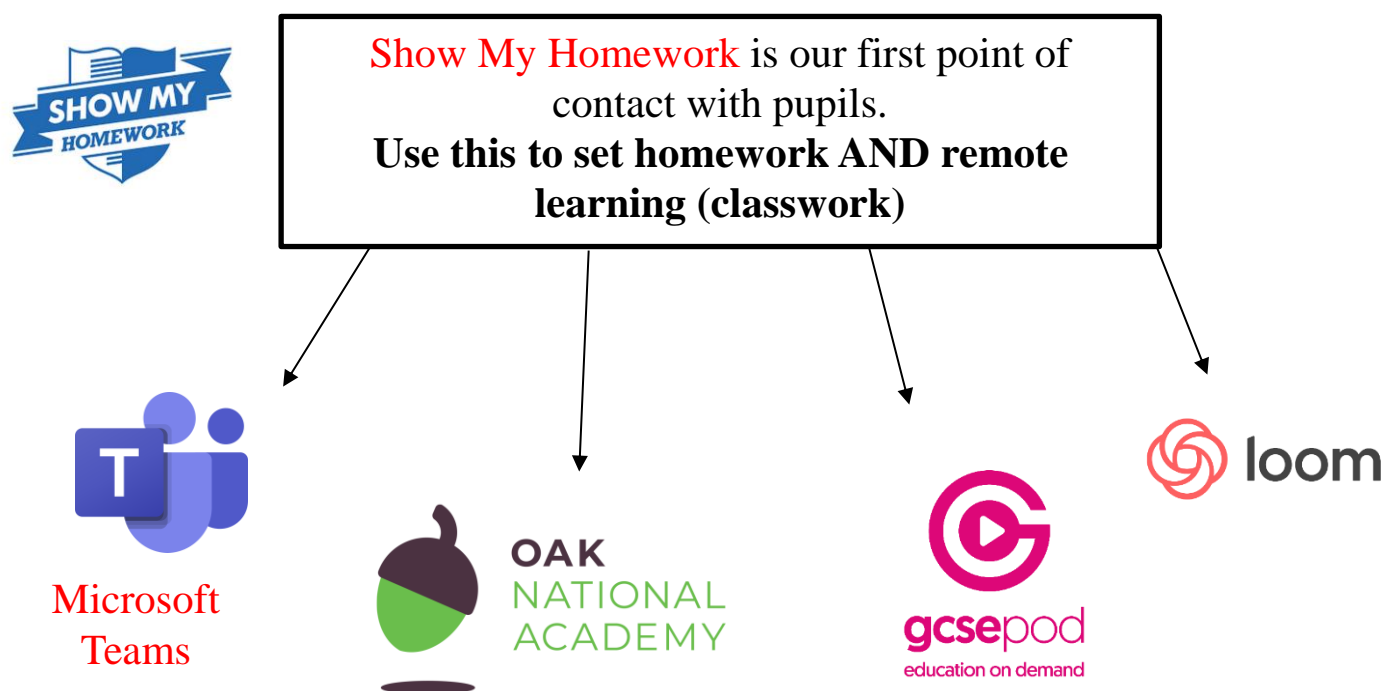 SHOW MY
HOMEWORK
Show My Homework is our first point of
contact with pupils.
Use this to set homework AND remote
learning (classwork)
T
Microsoft
Teams
OAK
NATIONAL
ACADEMY
gcsepod
education on demand
loom